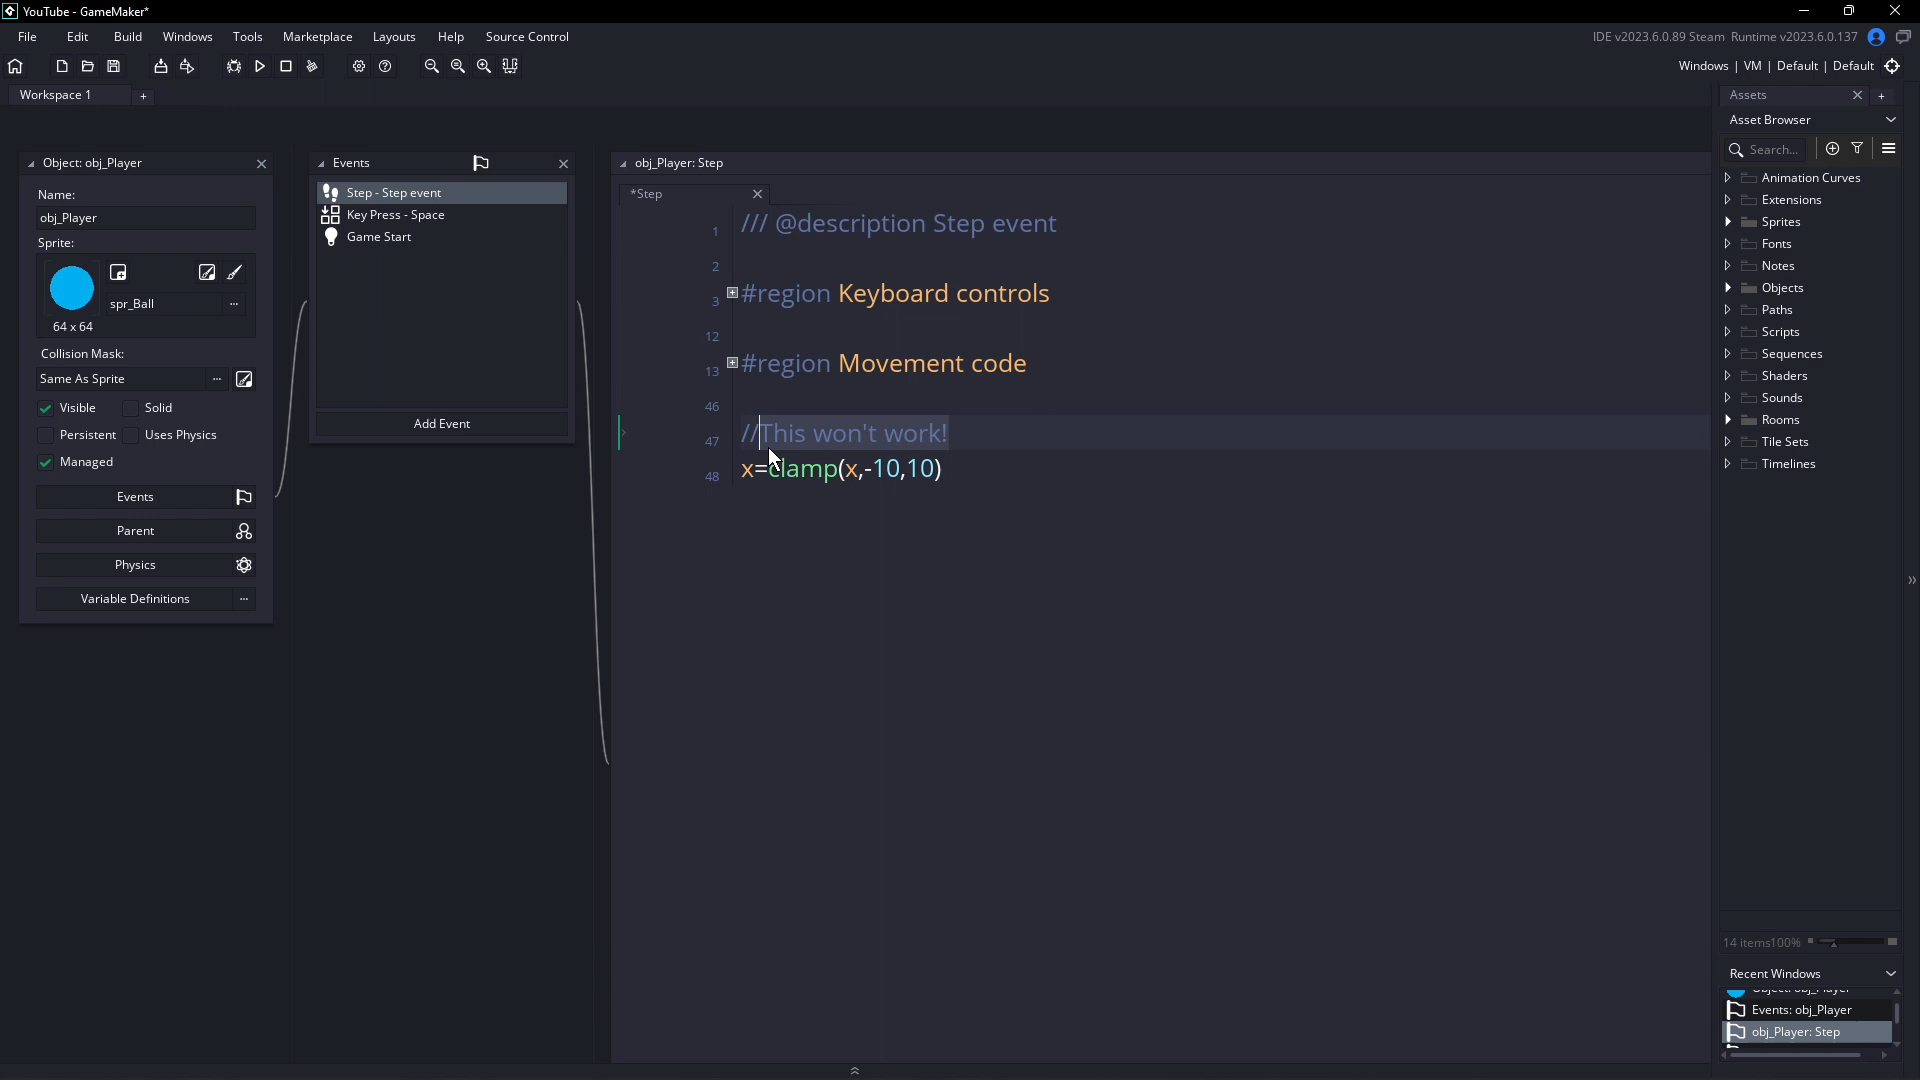 YouTube - GameMaker*
File Edit Build Windows Tools Marketplace Layouts Help Source Control
IDE v2023.6.0.89 Steam Runtime v2023.6.0.137
Windows | VM | Default | Default
Workspace 1 +
Object: obj_Player
Name:
obj_Player
Sprite:
spr_Ball
64 x 64
Collision Mask:
Same As Sprite
Visible Solid
Persistent Uses Physics
Managed
Events
Parent
Physics
Variable Definitions
Events
Step - Step event
Key Press - Space
Game Start
Add Event
obj_Player: Step
*Step
1 /// @description Step event
2
3 #region Keyboard controls
12
13 #region Movement code
46
47 //This won't work!
48 x=clamp(x,-10,10)
Assets
Asset Browser
Search...
Animation Curves
Extensions
Sprites
Fonts
Notes
Objects
Paths
Scripts
Sequences
Shaders
Sounds
Rooms
Tile Sets
Timelines
14 items 100%
Recent Windows
Object: obj_Player
Events: obj_Player
obj_Player: Step